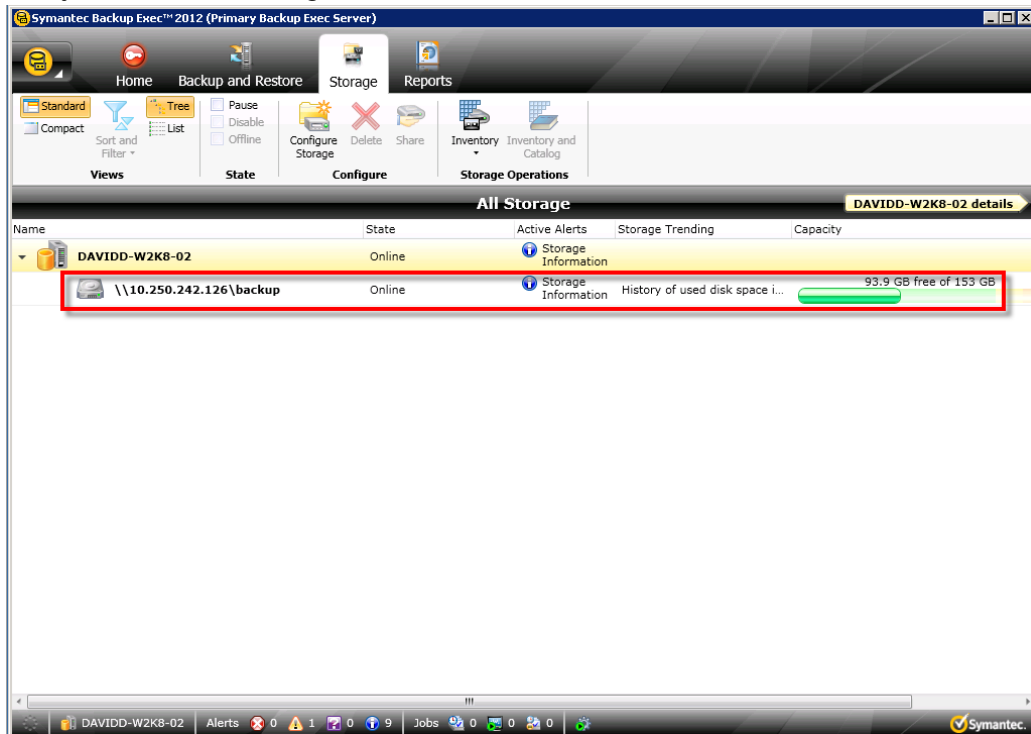 Symantec Backup Exec™ 2012 (Primary Backup Exec Server)
Home Backup and Restore Storage Reports
Standard
Compact
Sort and
Filter
Tree
List
Views
Pause
Disable
Offline
State
Configure
Storage
Delete
Share
Configure
Inventory
Inventory and
Catalog
Storage Operations
All Storage
DAVIDD-W2K8-02 details
Name State Active Alerts Storage Trending Capacity
DAVIDD-W2K8-02 Online Storage
Information
\\10.250.242.126\backup Online Storage
Information History of used disk space i... 93.9 GB free of 153 GB
DAVIDD-W2K8-02 Alerts 0 1 0 9 Jobs 0 0 0 Symantec.